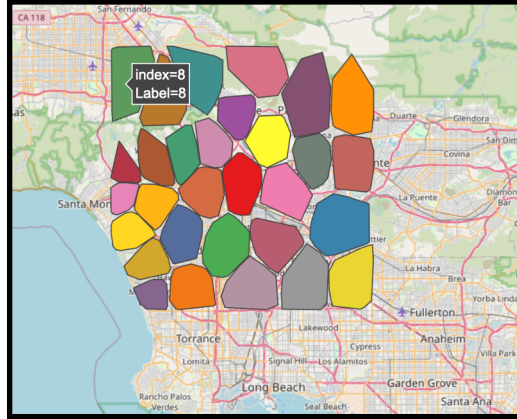 San Fernando
CA 118
index=8
Label=8
Duarte
Glendora
San Dim
Covina
La Puente
Diamon
Bar
Santa Mon
La Habra
Brea
Yorba Linda
Fullerton
Torrance
Lakewood
Anaheim
Villa Park
Cypress
Lomita
Signal Hill
Los Alamitos
Garden Grove
Long Beach
Rancho Palos
Verdes
Seal Beach
Santa Ana